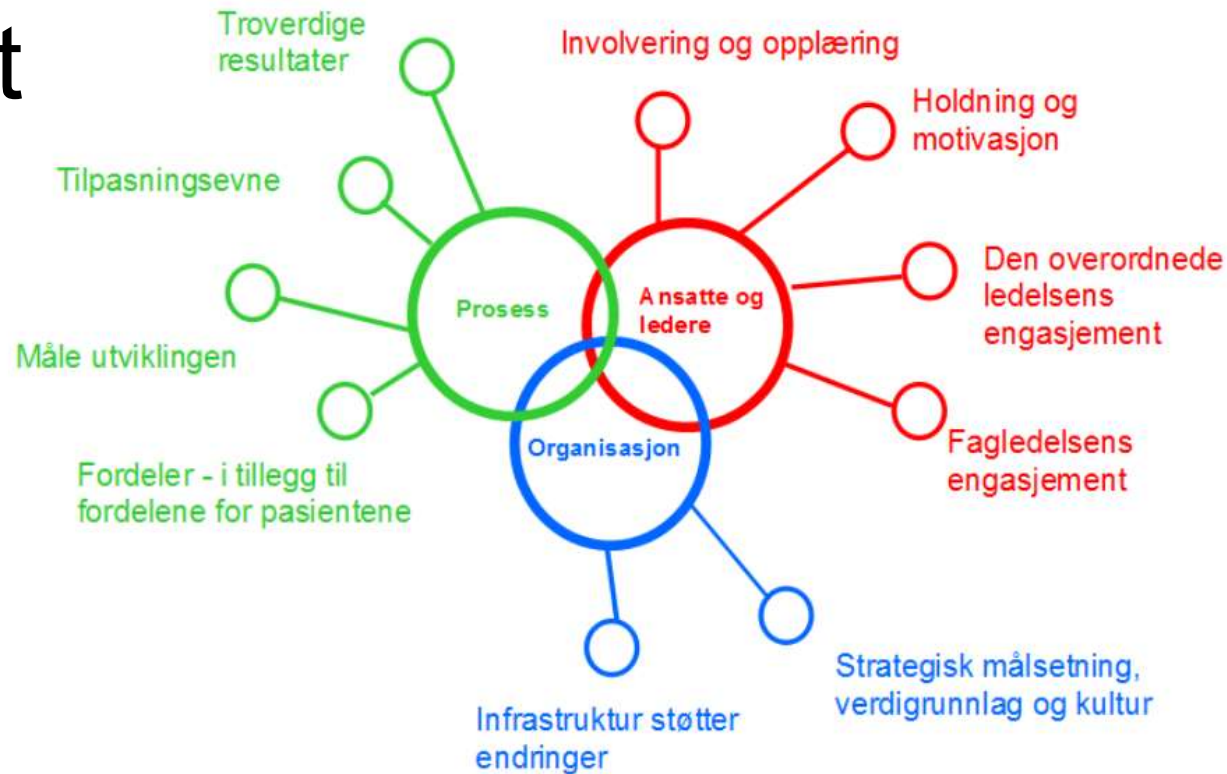 t
Troverdige
resultater
Involvering og opplæring
Holdning og
motivasjon
Tilpasningsevne
Den overordnede
ledelsens
engasjement
Prosess
Ansatte og
ledere
Måle utviklingen
Fagledelsens
engasjement
Organisasjon
Fordeler - i tillegg til
fordelene for pasientene
Strategisk målsetning,
verdigrunnlag og kultur
Infrastruktur støtter
endringer